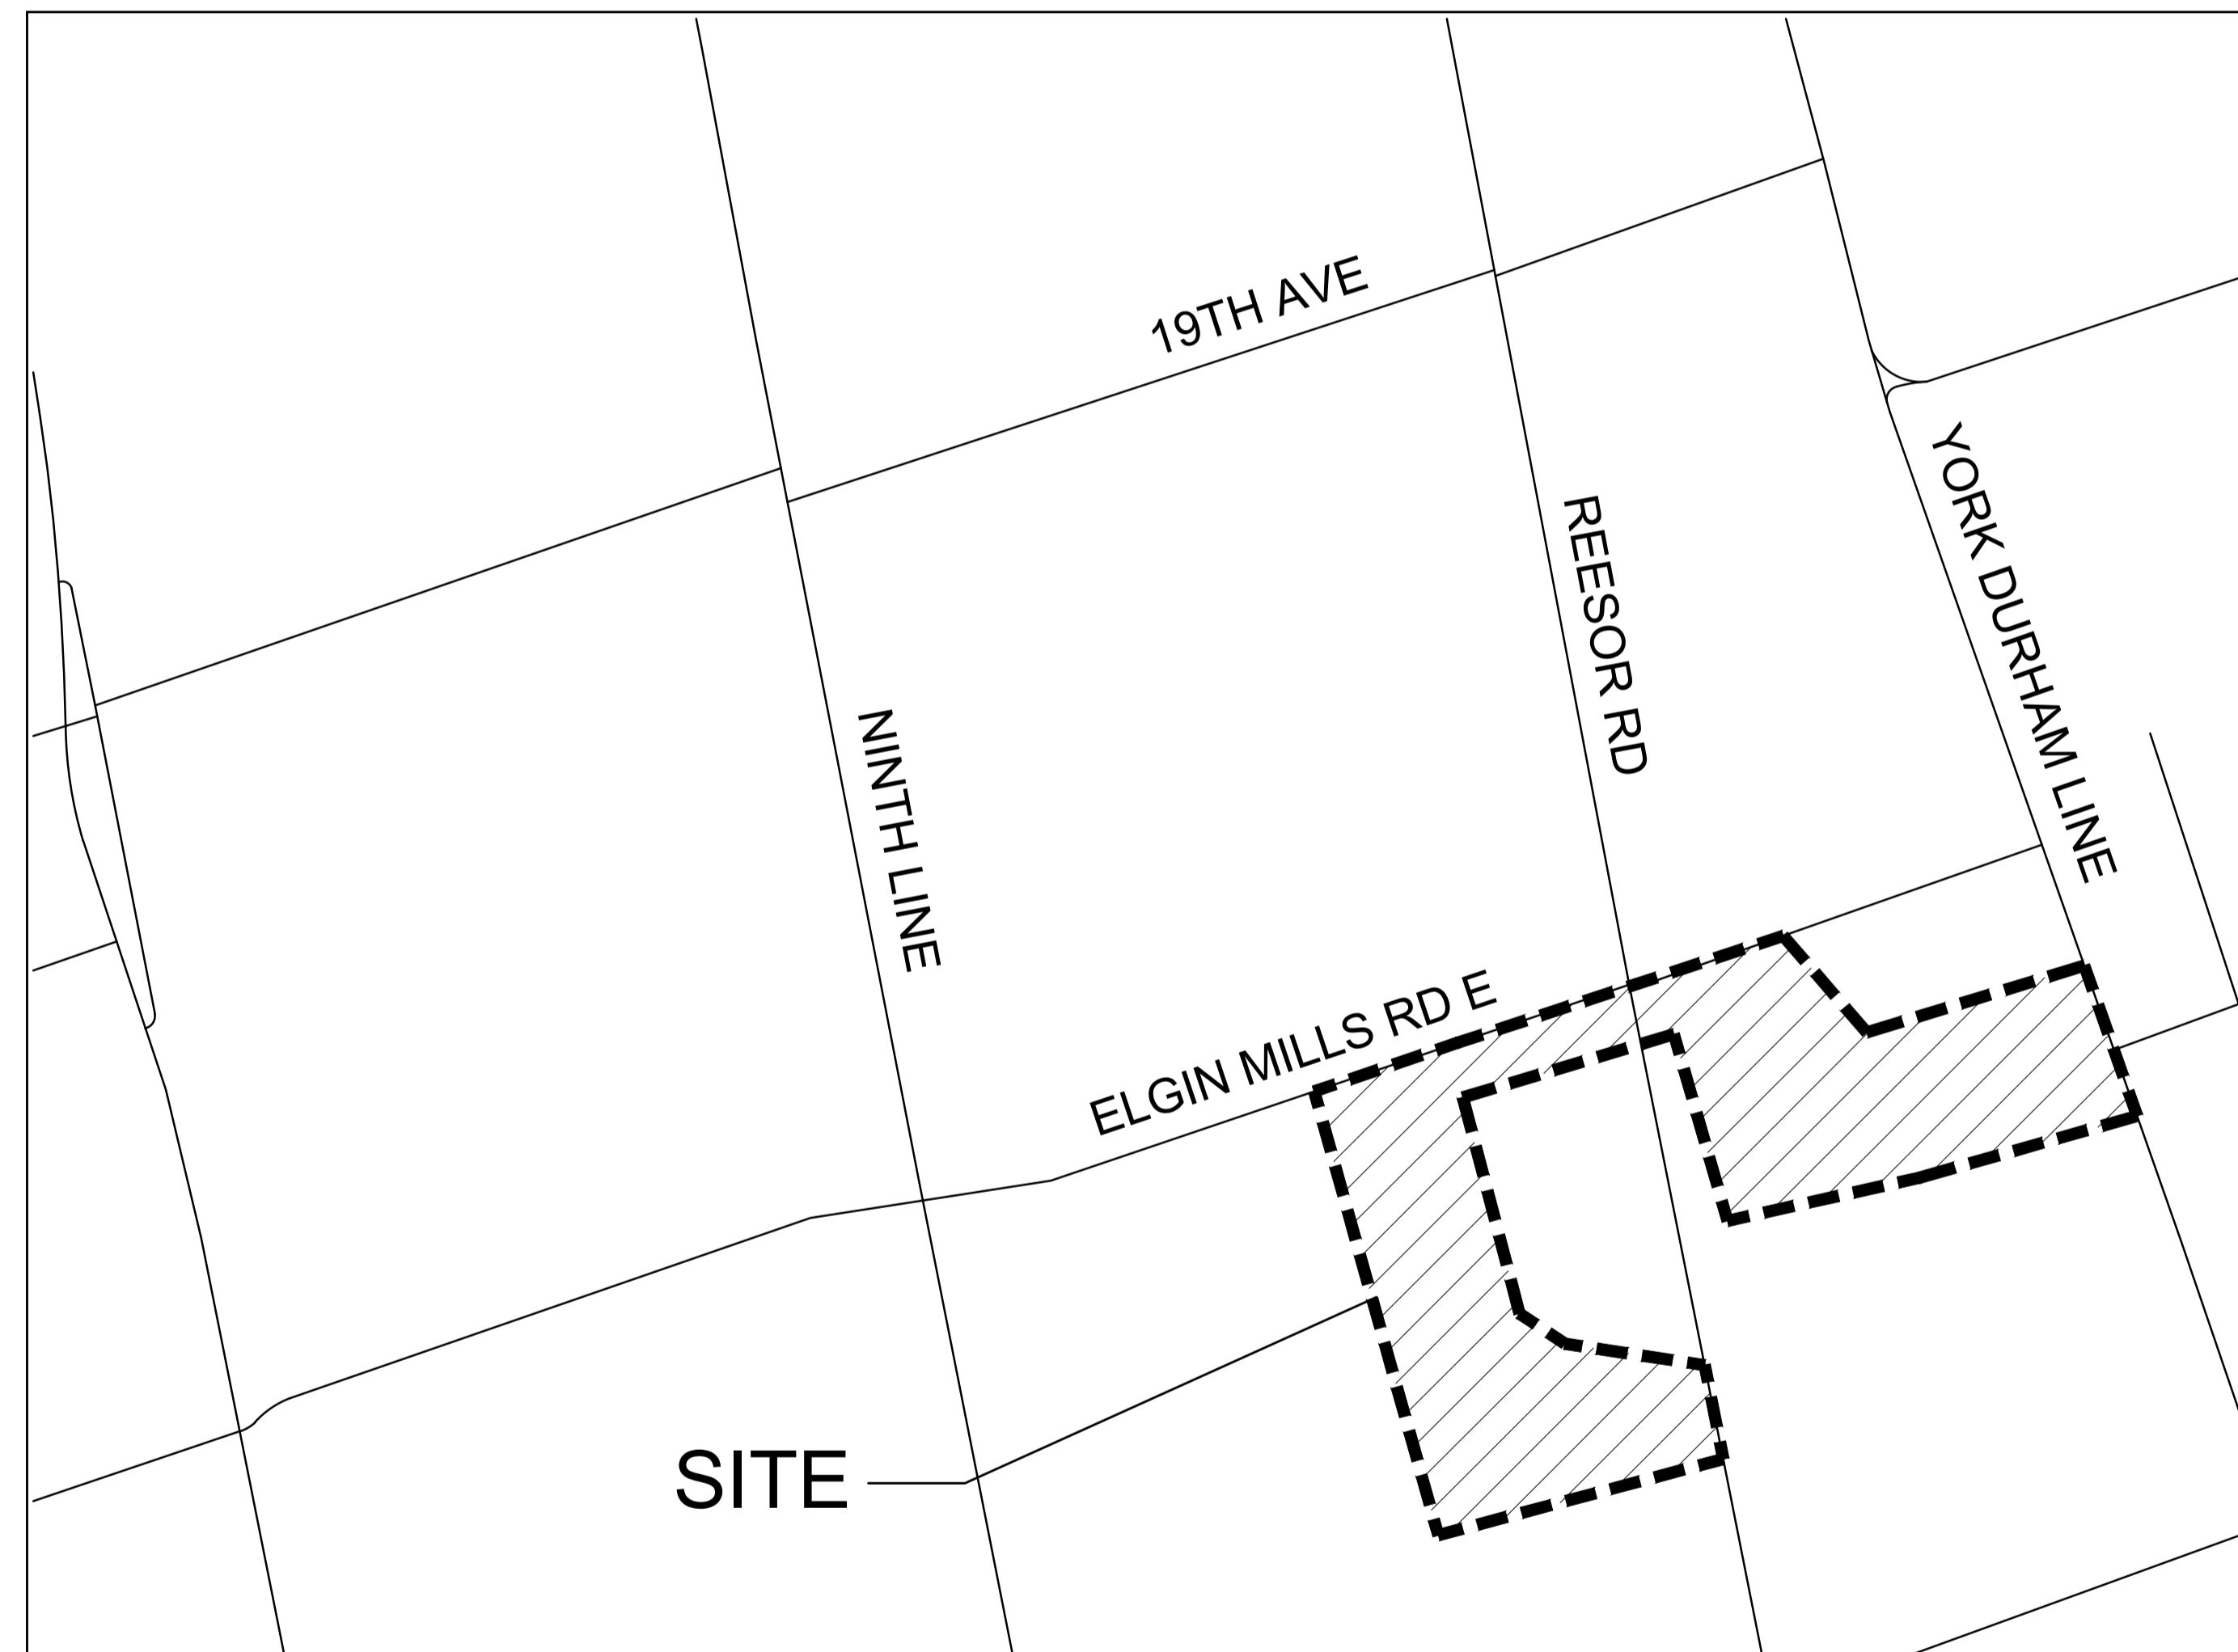 19TH AVE
YORK DURHAM LINE
REESOR RD
NINTH LINE
ELGIN MILLS RD E
SITE